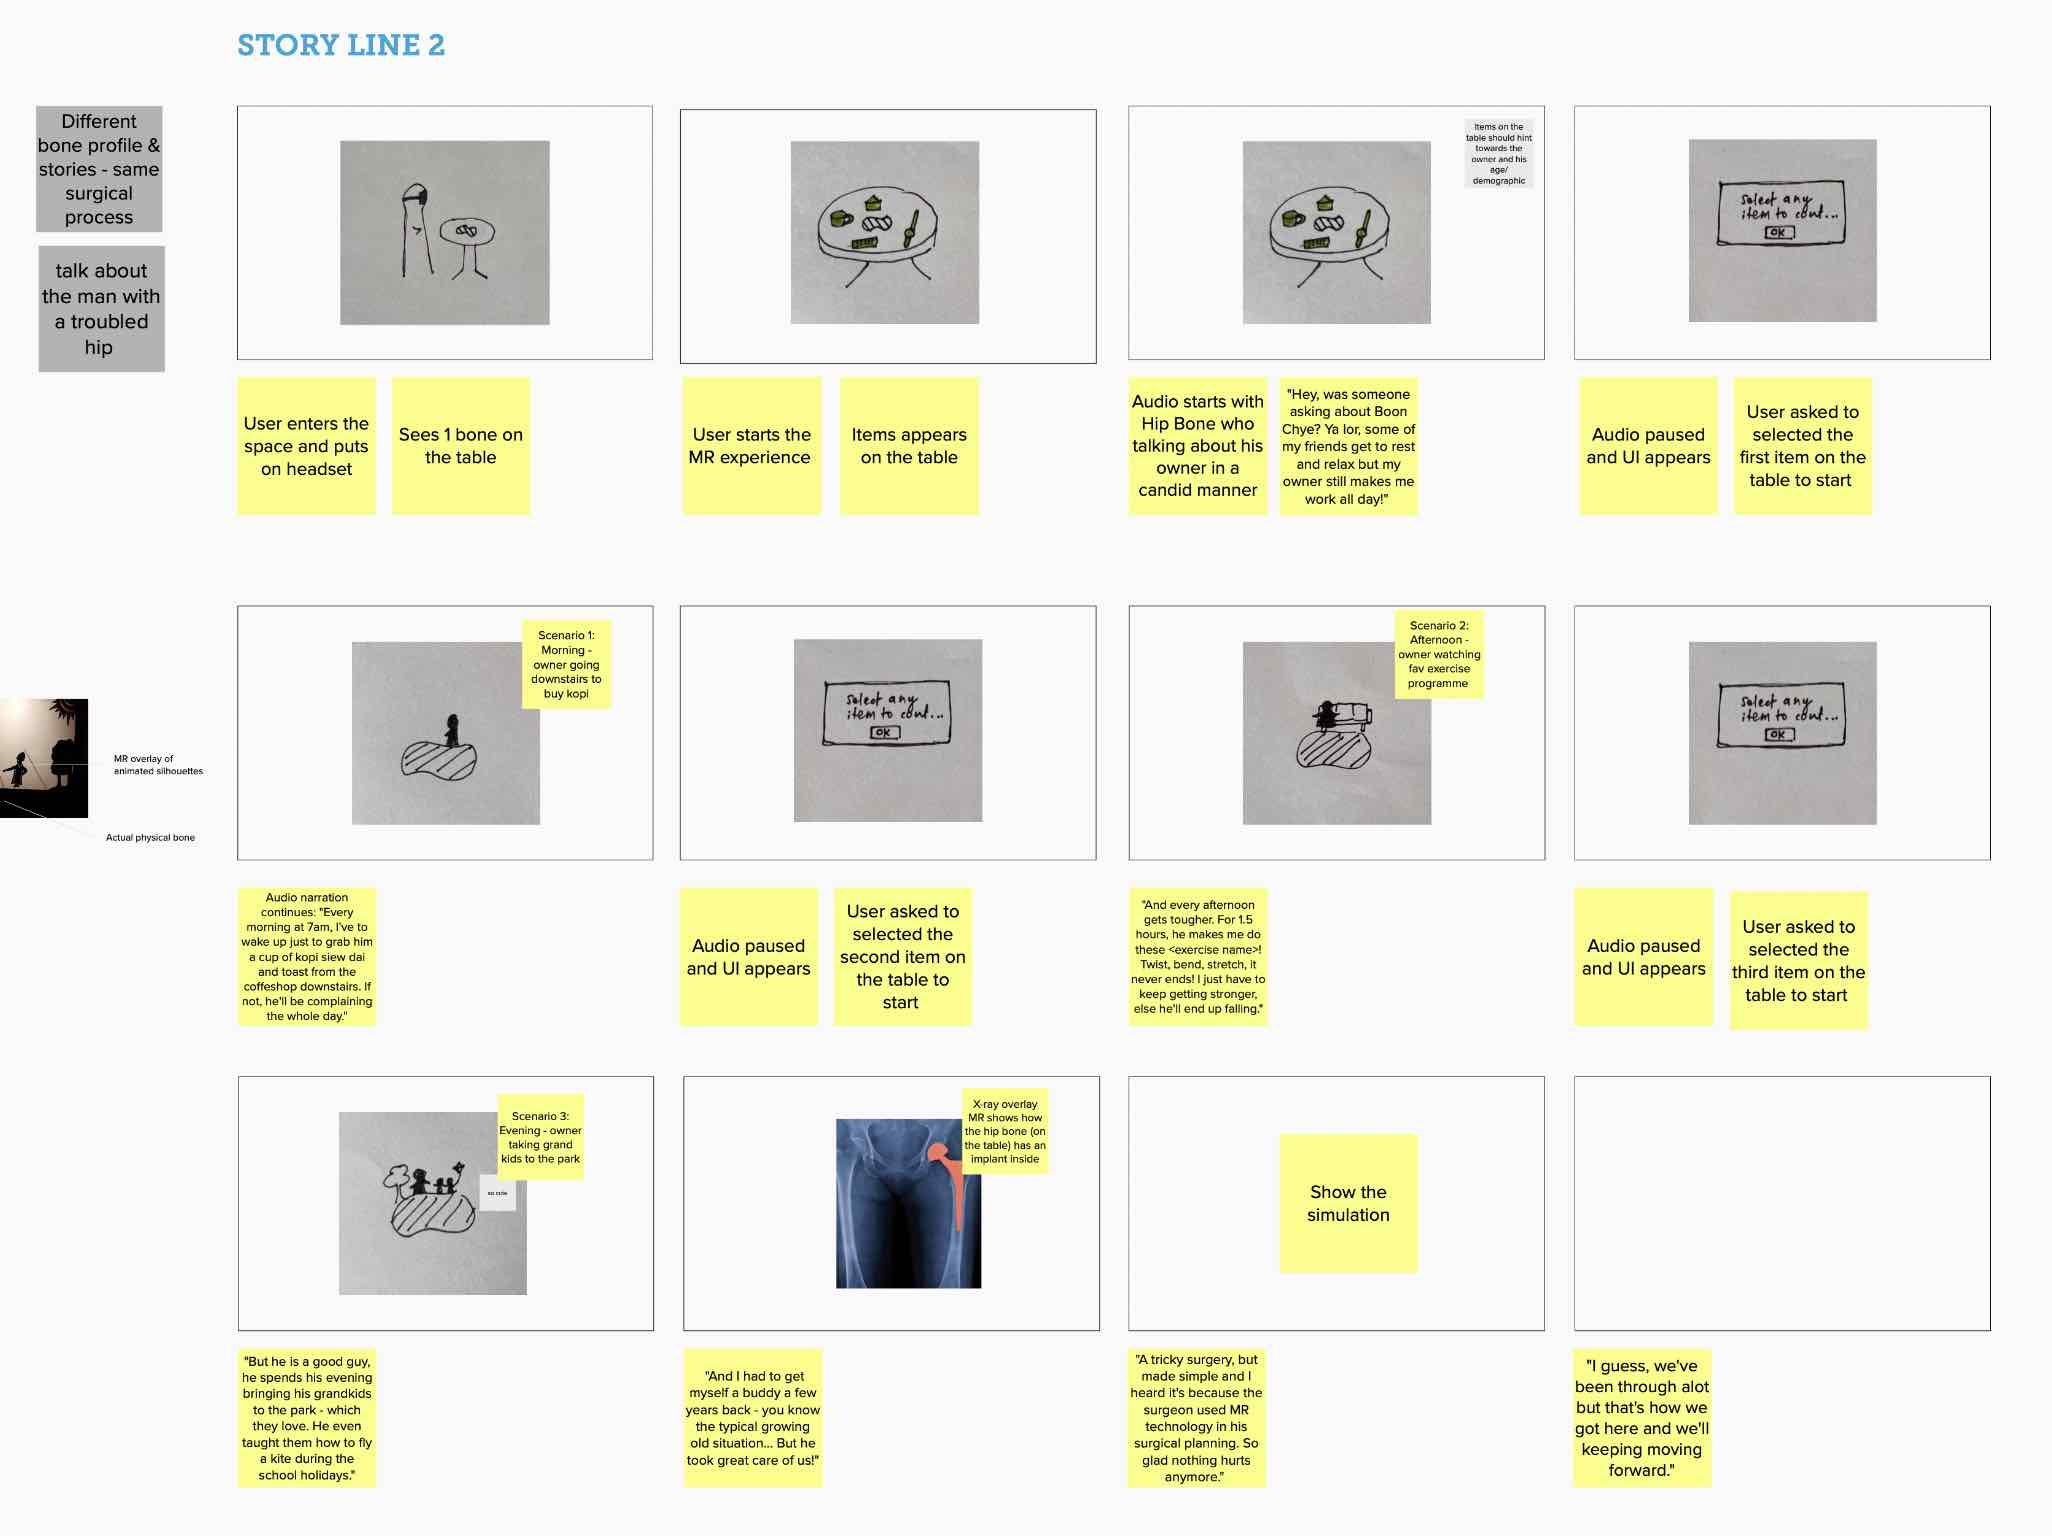 STORY LINE 2
Different
bone profile &
stories - same
surgical
process
talk about
the man with
a troubled
hip
Items on the
table should hint
towards the
owner and his
age/
demographic
Select any
item to cont...
OK
User enters the
space and puts
on headset
Sees 1 bone on
the table
User starts the
MR experience
Items appears
on the table
Audio starts with
Hip Bone who
talking about his
owner in a
candid manner
"Hey, was someone
asking about Boon
Chye? Ya lor, some of
my friends get to rest
and relax but my
owner still makes me
work all day!"
Audio paused
and UI appears
User asked to
selected the
first item on the
table to start
MR overlay of
animated silhouettes
Actual physical bone
Scenario 1:
Morning -
owner going
downstairs to
buy kopi
Select any
item to cont...
OK
Scenario 2:
Afternoon -
owner watching
fav exercise
programme
Select any
item to cont...
OK
Audio narration
continues: "Every
morning at 7am, I've to
wake up just to grab him
a cup of kopi siew dai
and toast from the
coffeshop downstairs. If
not, he'll be complaining
the whole day."
Audio paused
and UI appears
User asked to
selected the
second item on
the table to
start
"And every afternoon
gets tougher. For 1.5
hours, he makes me do
these <exercise name>!
Twist, bend, stretch, it
never ends! I just have to
keep getting stronger,
else he'll end up falling."
Audio paused
and UI appears
User asked to
selected the
third item on the
table to start
Scenario 3:
Evening - owner
taking grand
kids to the park
so cute
X-ray overlay
MR shows how
the hip bone (on
the table) has an
implant inside
Show the
simulation
"But he is a good guy,
he spends his evening
bringing his grandkids
to the park - which
they love. He even
taught them how to fly
a kite during the
school holidays."
"And I had to get
myself a buddy a few
years back - you know
the typical growing
old situation... But he
took great care of us!"
"A tricky surgery, but
made simple and I
heard it's because the
surgeon used MR
technology in his
surgical planning. So
glad nothing hurts
anymore."
"I guess, we've
been through alot
but that's how we
got here and we'll
keeping moving
forward."